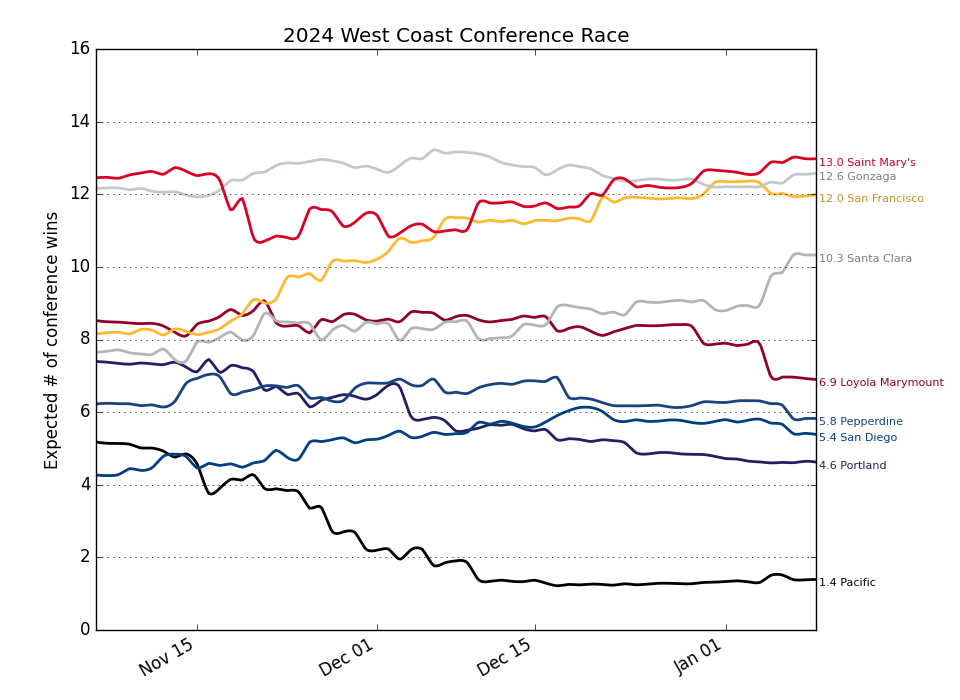 2024 West Coast Conference Race
Expected # of conference wins
16
14
12
10
8
6
4
2
0
13.0 Saint Mary's
12.6 Gonzaga
12.0 San Francisco
10.3 Santa Clara
6.9 Loyola Marymount
5.8 Pepperdine
5.4 San Diego
4.6 Portland
1.4 Pacific
Nov 15
Dec 01
Dec 15
Jan 01